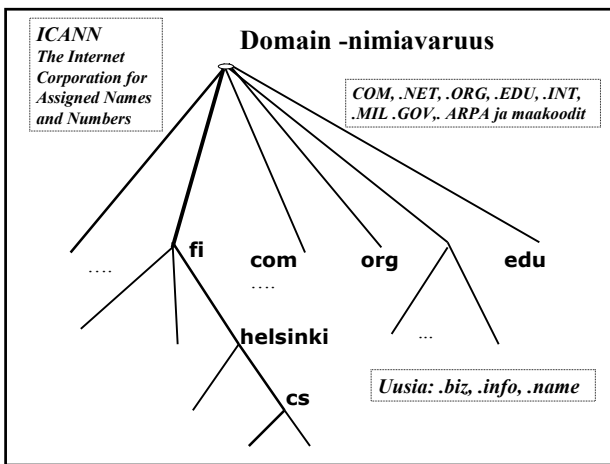 ICANN
The Internet
Corporation for
Assigned Names
and Numbers
Domain -nimiavaruus
COM, .NET, .ORG, .EDU, .INT,
.MIL .GOV,. ARPA ja maakoodit
fi
com
org
edu
....
....
...
helsinki
cs
Uusia: .biz, .info, .name